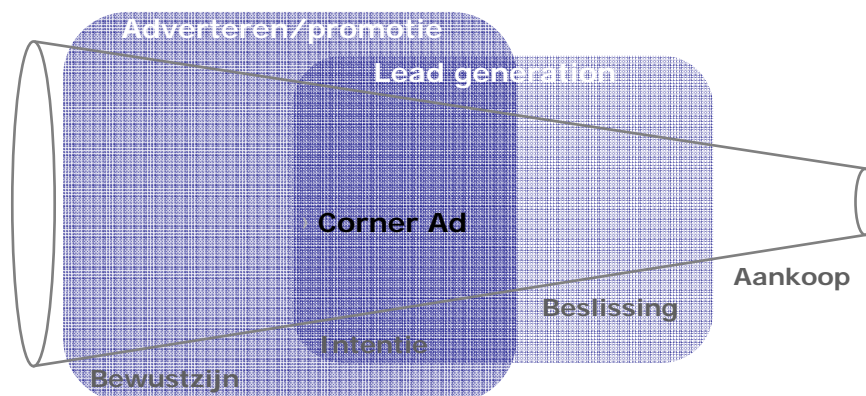 Adverteren/promotie
Lead generation
Corner Ad
Aankoop
Beslissing
Intentie
Bewustzijn